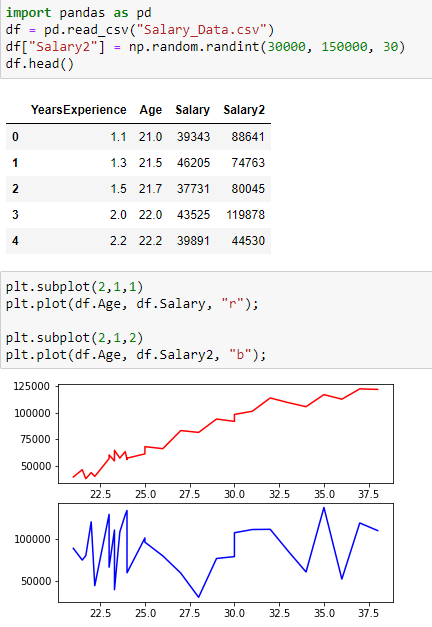 import pandas as pd
df = pd.read_csv("Salary_Data.csv")
df["Salary2"] = np.random.randint(30000, 150000, 30)
df.head()
YearsExperience Age Salary Salary2
0 1.1 21.0 39343 88641
1 1.3 21.5 46205 74763
2 1.5 21.7 37731 80045
3 2.0 22.0 43525 119878
4 2.2 22.2 39891 44530
plt.subplot(2,1,1)
plt.plot(df.Age, df.Salary, "r");
plt.subplot(2,1,2)
plt.plot(df.Age, df.Salary2, "b");
125000
100000
75000
50000
22.5 25.0 27.5 30.0 32.5 35.0 37.5
100000
50000
22.5 25.0 27.5 30.0 32.5 35.0 37.5